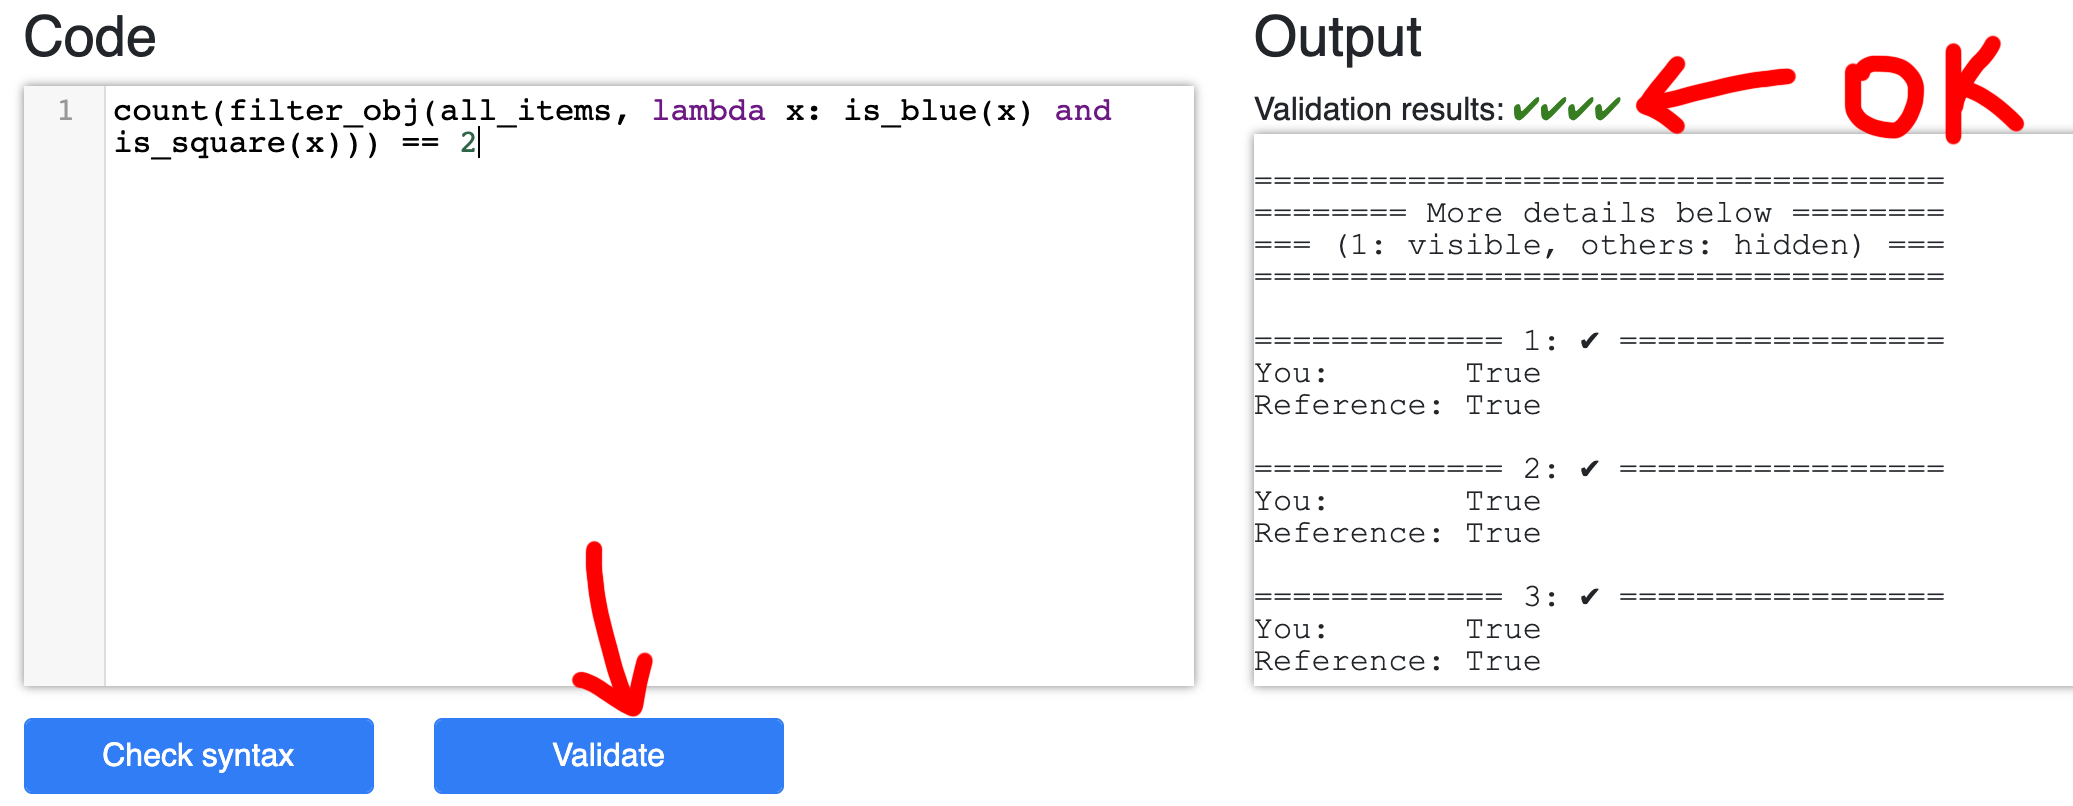 Code
1 count(filter_obj(all_items, lambda x: is_blue(x) and
is_square(x))) == 2
Check syntax
Validate
Output
OK
Validation results: ✔✔✔✔
====================================
======== More details below ========
=== (1: visible, others: hidden) ===
====================================
============= 1: ✔ =================
You: True
Reference: True
============= 2: ✔ =================
You: True
Reference: True
============= 3: ✔ =================
You: True
Reference: True